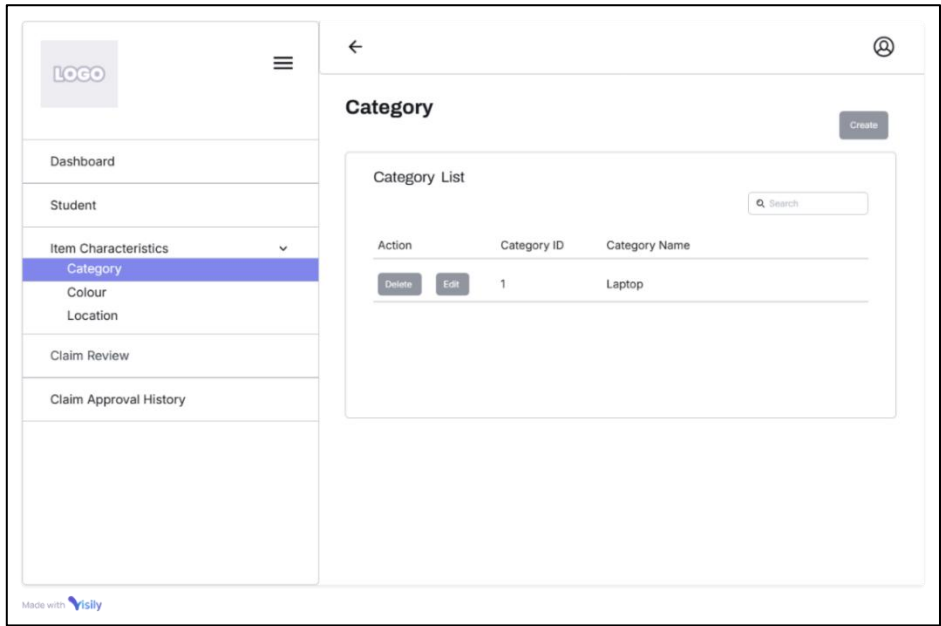 LOGO
Category
Create
Dashboard
Student
Item Characteristics
Category
Colour
Location
Claim Review
Claim Approval History
Category List
Search
Action Category ID Category Name
Delete Edit 1 Laptop
Made with Visily